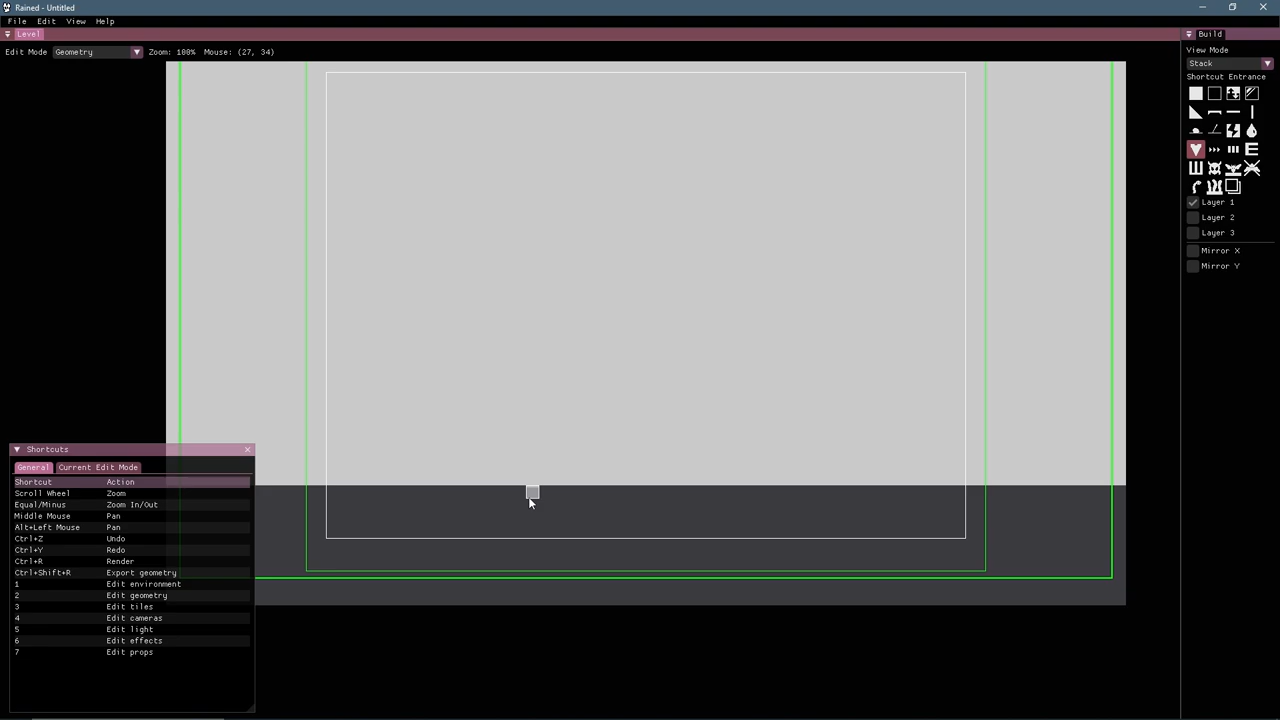 Rained - Untitled
File Edit View Help
Level
Edit Mode Geometry Zoom: 100% Mouse: (27, 34)
Build
View Mode
Stack
Shortcut Entrance
Layer 1
Layer 2
Layer 3
Mirror X
Mirror Y
Shortcuts
General Current Edit Mode
Shortcut Action
Scroll Wheel Zoom
Equal/Minus Zoom In/Out
Middle Mouse Pan
Alt+Left Mouse Pan
Ctrl+Z Undo
Ctrl+Y Redo
Ctrl+R Render
Ctrl+Shift+R Export geometry
1 Edit environment
2 Edit geometry
3 Edit tiles
4 Edit cameras
5 Edit light
6 Edit effects
7 Edit props